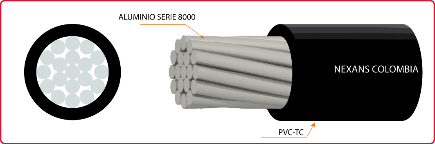 ALUMINIO SERIE 8000
NEXANS COLOMBIA
PVC-TC